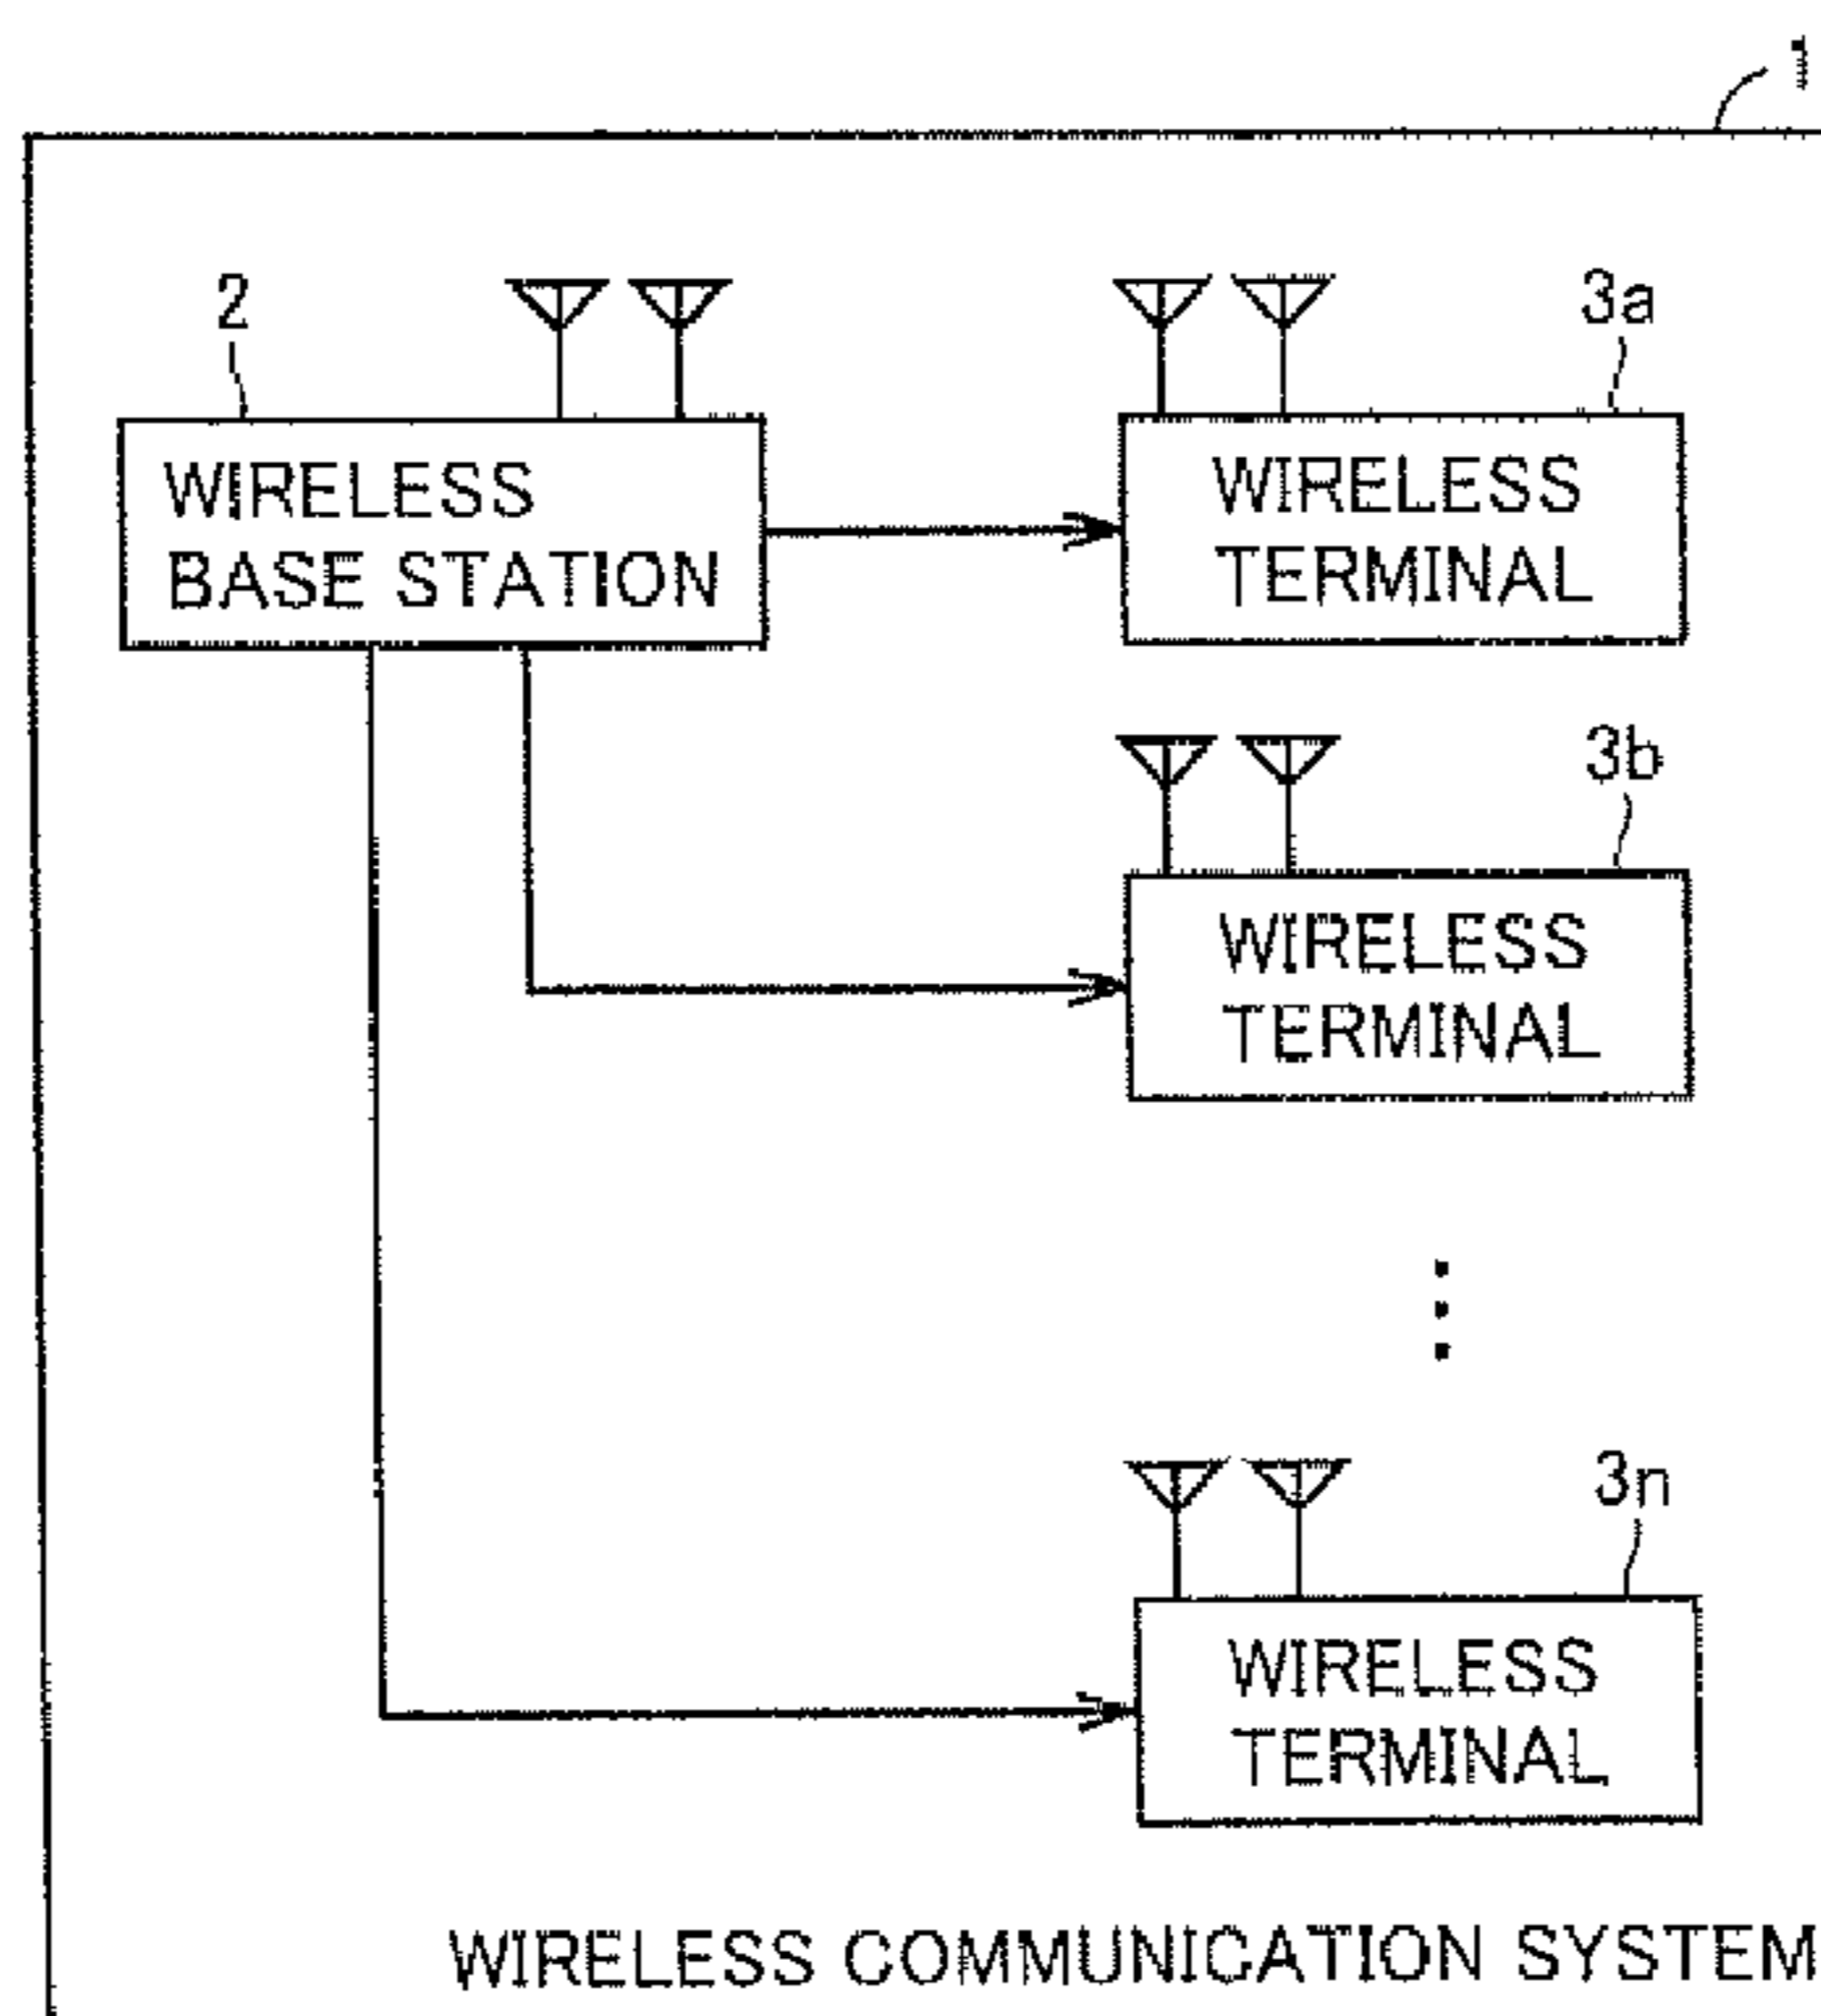 1
2
3a
WIRELESS
BASE STATION
WIRELESS
TERMINAL
3b
WIRELESS
TERMINAL
3n
WIRELESS
TERMINAL
WIRELESS COMMUNICATION SYSTEM